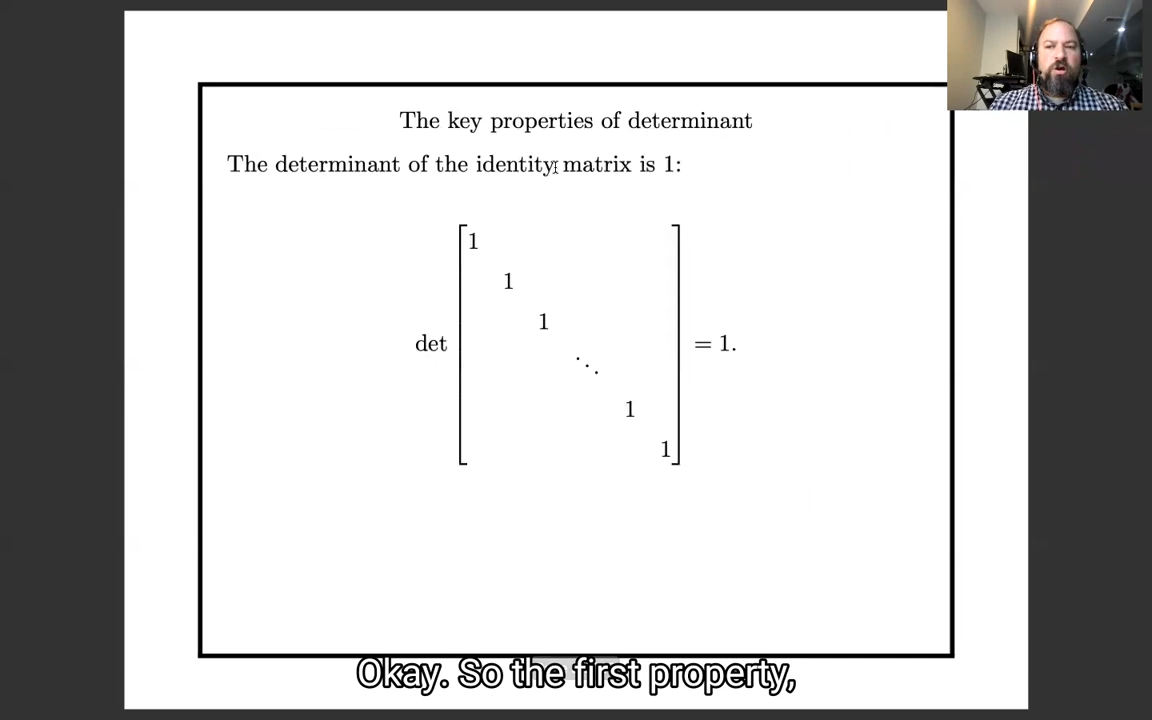 The key properties of determinant
The determinant of the identity matrix is 1:
1
1
1
det ⋱ = 1.
1
1
Okay. So the first property,